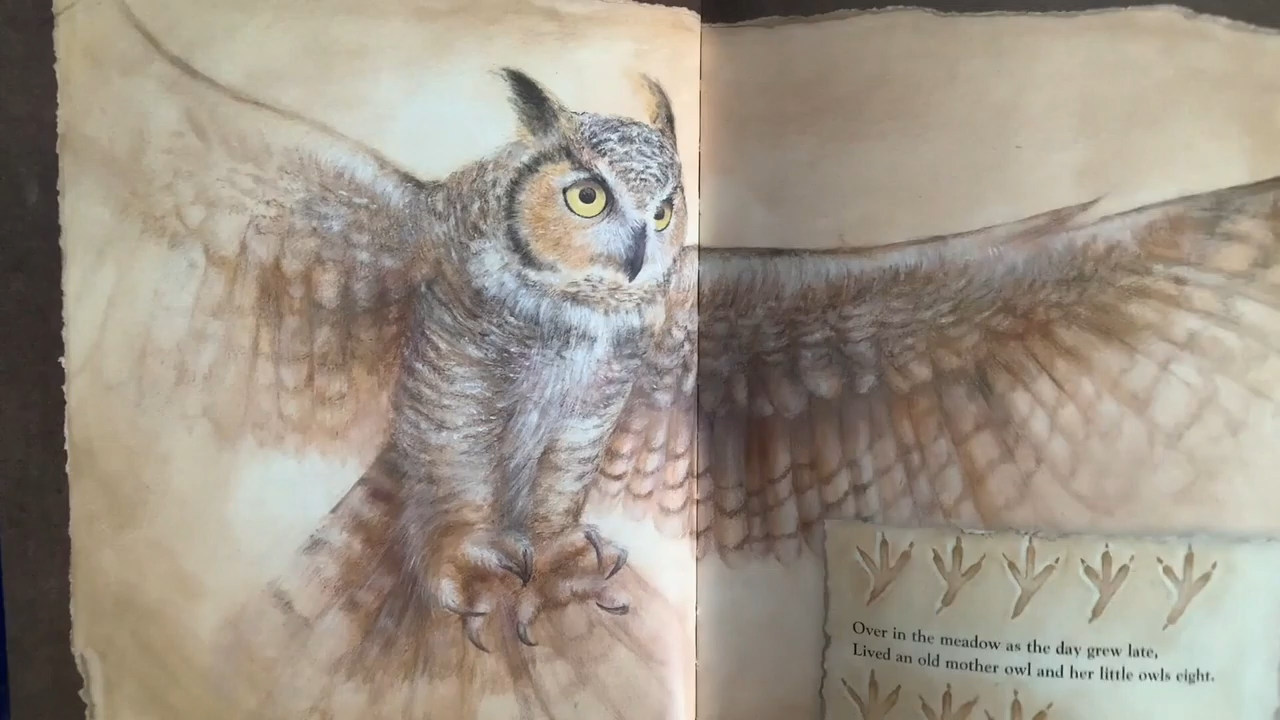 Over in the meadow as the day grew late,
Lived an old mother owl and her little owls eight.